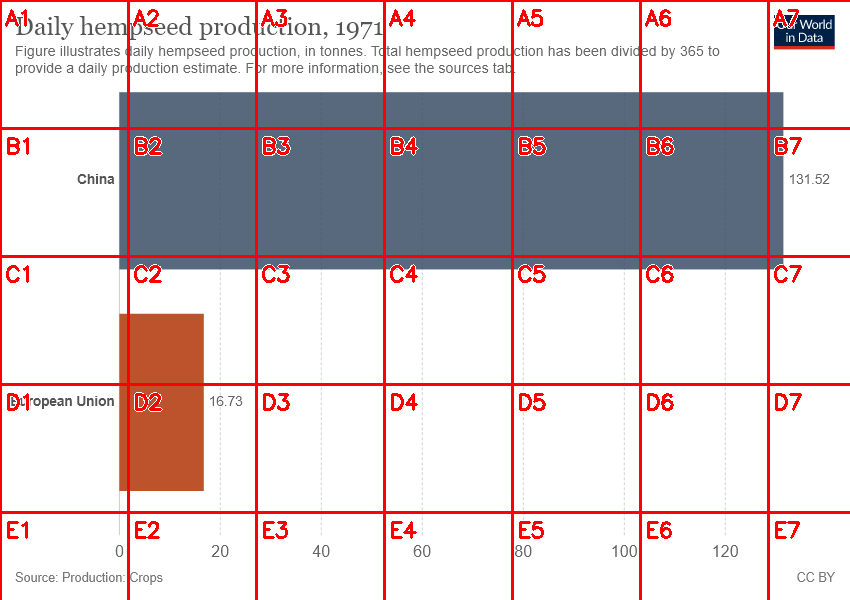 Daily hempseed production, 1971
Our World
in Data
Figure illustrates daily hempseed production, in tonnes. Total hempseed production has been divided by 365 to
provide a daily production estimate. For more information, see the sources tab.
A1 A2 A3 A4 A5 A6 A7
B1 B2 B3 B4 B5 B6 B7
China 131.52
C1 C2 C3 C4 C5 C6 C7
D1 D2 D3 D4 D5 D6 D7
European Union 16.73
E1 E2 E3 E4 E5 E6 E7
0 20 40 60 80 100 120
Source: Production: Crops
CC BY